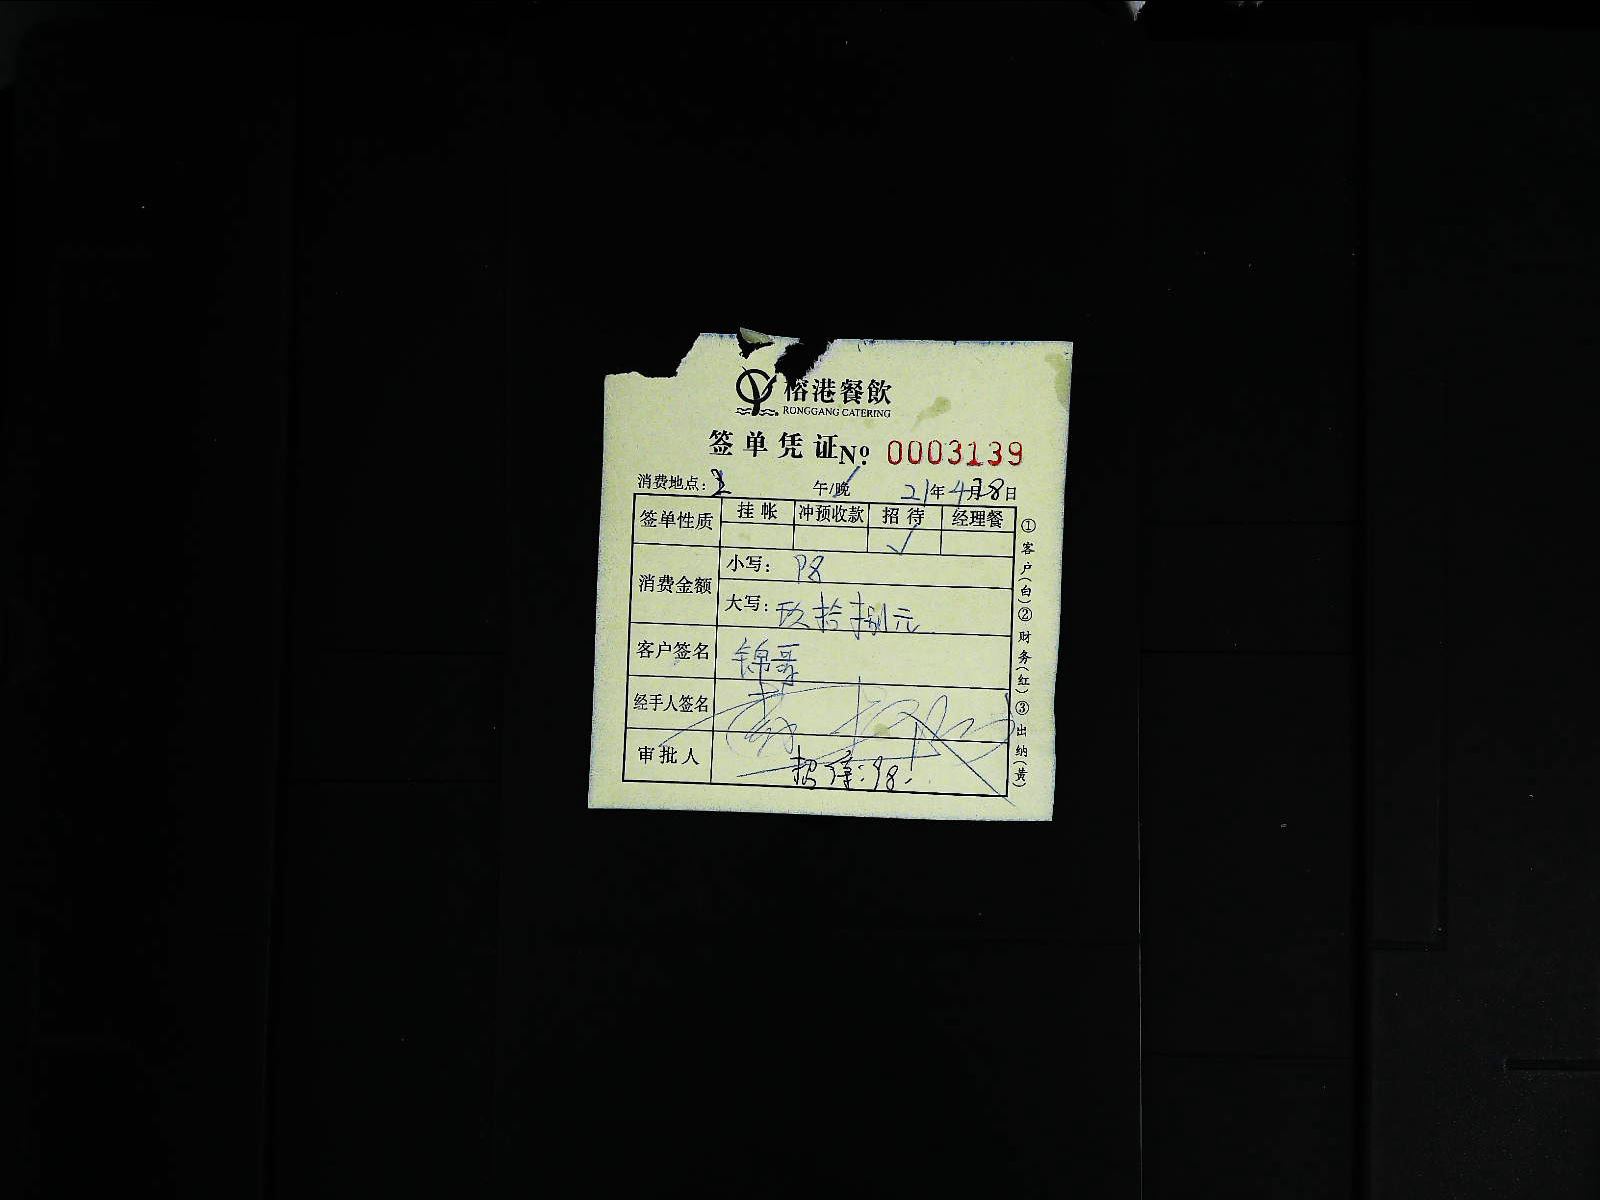 榕港餐飲
RONGGANG CATERING
签单凭证 Nº: 0003139
消费地点: 午/晚 21年4月28日
签单性质 挂帐 冲预收款 招待 经理餐
✓
消费金额 小写: 98
大写: 玖拾捌元
客户签名 锦哥
经手人签名
审批人 招待: 98.
①客户(白)②财务(红)③出纳(黄)